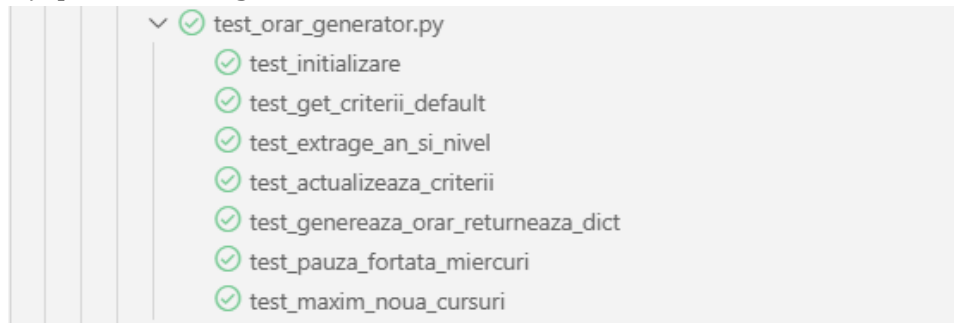 test_orar_generator.py
test_initializare
test_get_criterii_default
test_extrage_an_si_nivel
test_actualizeaza_criterii
test_genereaza_orar_returneaza_dict
test_pauza_fortata_miercuri
test_maxim_noua_cursuri